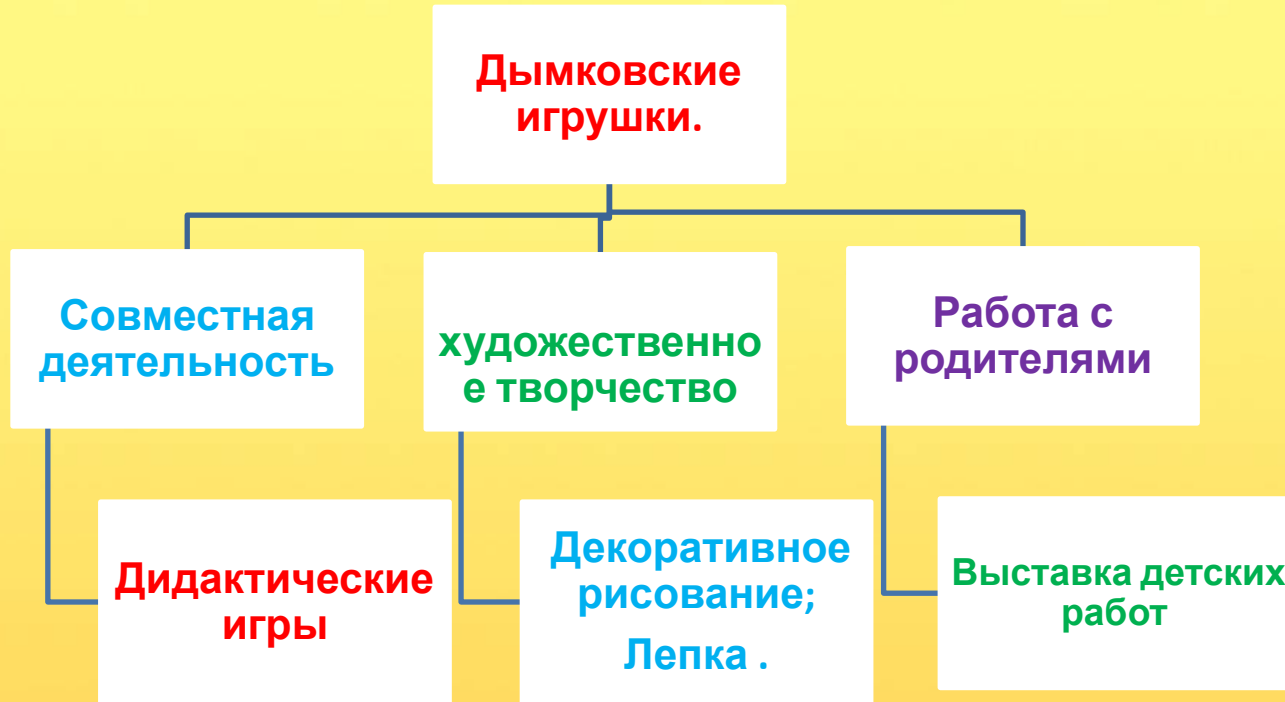 Дымковские
игрушки.
Совместная
деятельность
художественно
е творчество
Работа с
родителями
Дидактические
игры
Декоративное
рисование;
Лепка .
Выставка детских
работ